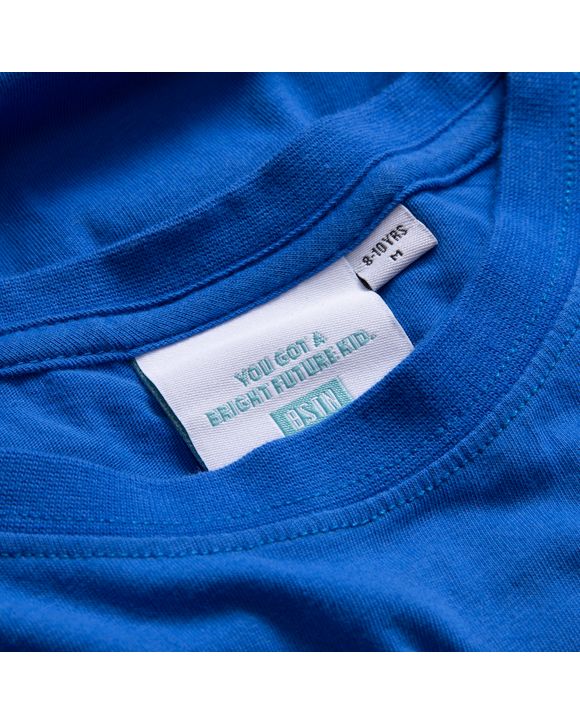 8-10 YRS
M
YOU GOT A
BRIGHT FUTURE KID.
BSTN